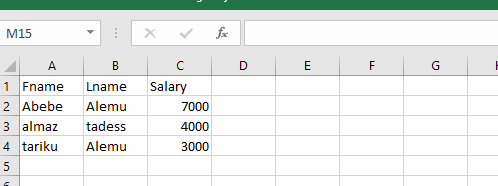 M15 fx
A B C D E F G
1 Fname Lname Salary
2 Abebe Alemu 7000
3 almaz tadess 4000
4 tariku Alemu 3000
5